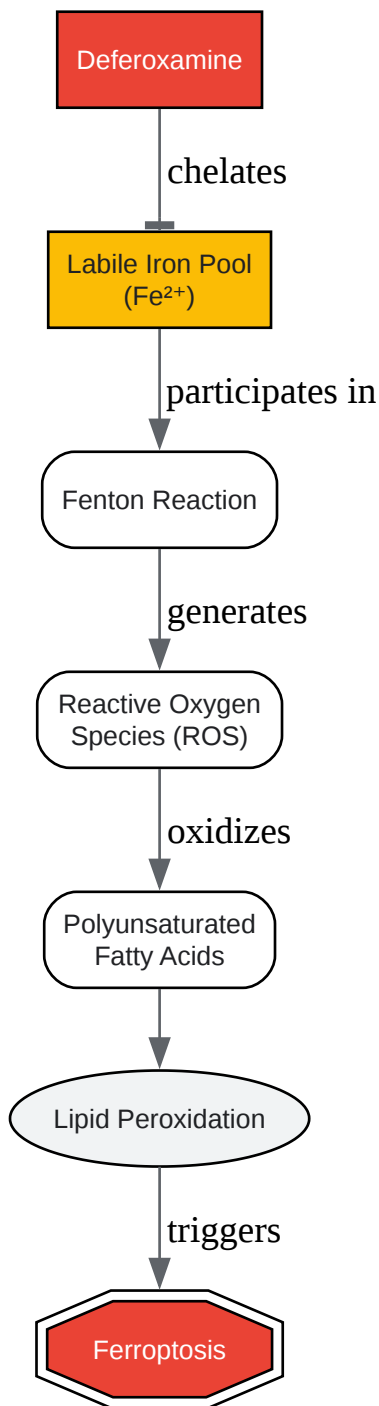 Deferoxamine
chelates
Labile Iron Pool
(Fe²⁺)
participates in
Fenton Reaction
generates
Reactive Oxygen
Species (ROS)
oxidizes
Polyunsaturated
Fatty Acids
Lipid Peroxidation
triggers
Ferroptosis